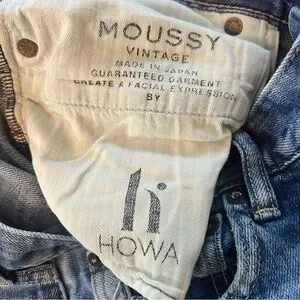 MOUSSY
VINTAGE
MADE IN JAPAN
GUARANTEED GARMENT
CREATE A FACIAL EXPRESSION
BY
h
HOWA